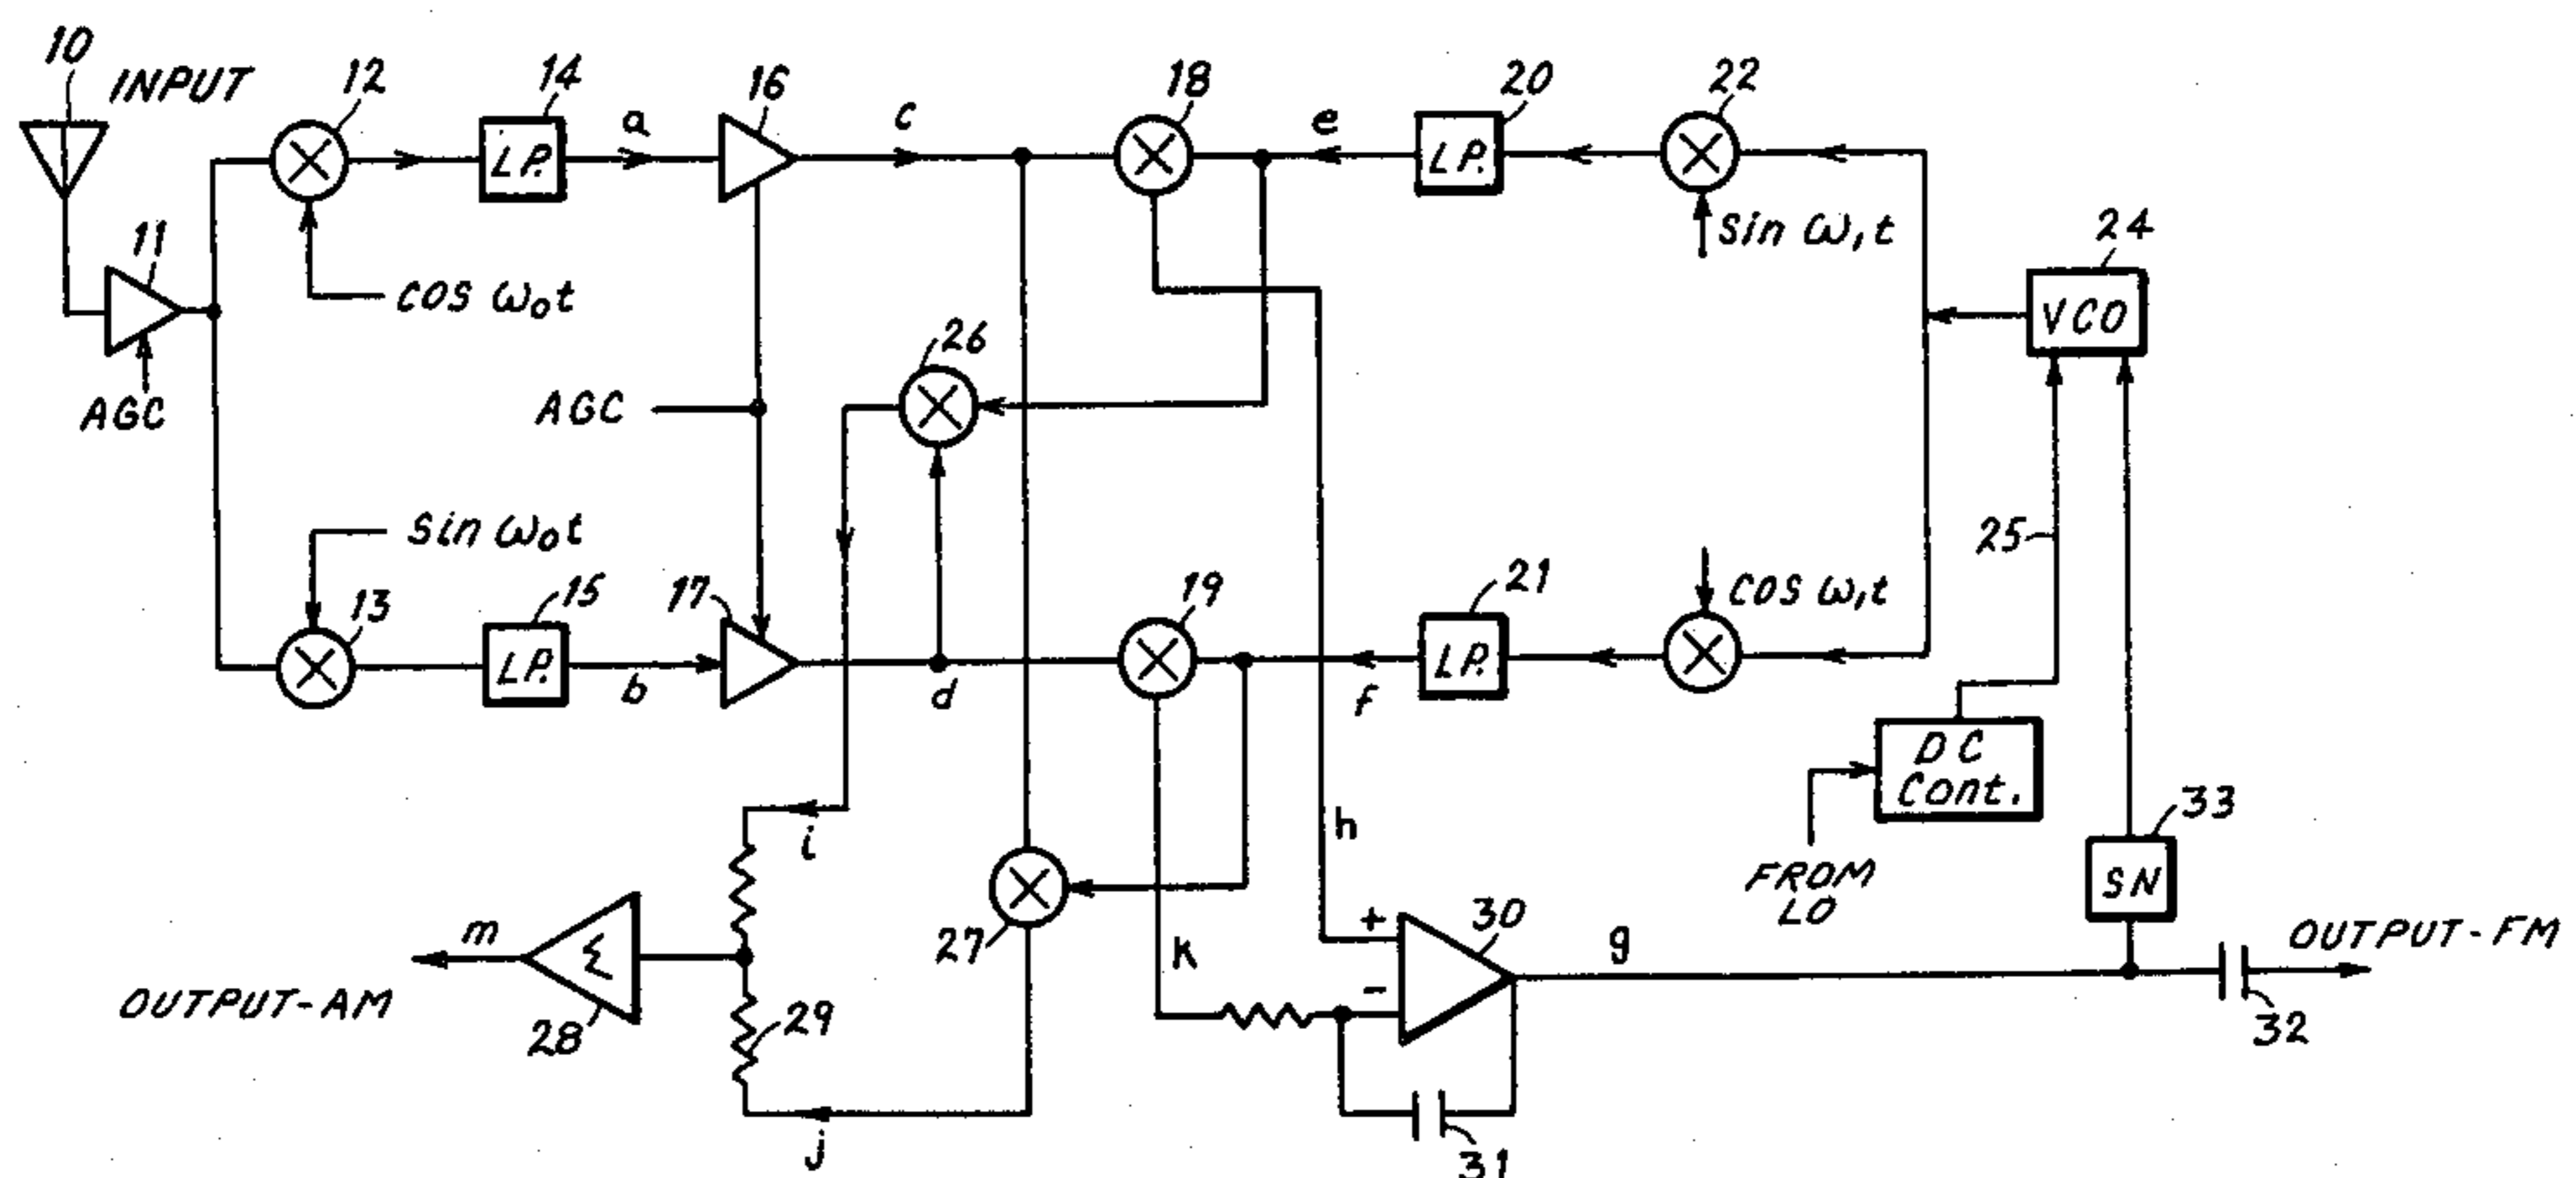 10
INPUT
12
14
a
16
c
18
e
20
22
L P.
L P.
sin ω,t
11
24
cos ω₀t
VCO
26
AGC
AGC
sin ω₀t
25
13
15
17
19
21
cos ω,t
L P.
b
d
f
L P.
DC
Cont.
i
h
33
FROM
LO
SN
m
Σ
27
k
+
-
30
g
OUTPUT-FM
OUTPUT-AM
28
29
32
j
31